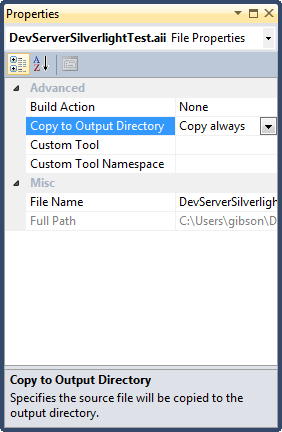 Properties
DevServerSilverlightTest.aii File Properties
Advanced
Build Action None
Copy to Output Directory Copy always
Custom Tool
Custom Tool Namespace
Misc
File Name DevServerSilverligh
Full Path C:\Users\gibson\D
Copy to Output Directory
Specifies the source file will be copied to the
output directory.